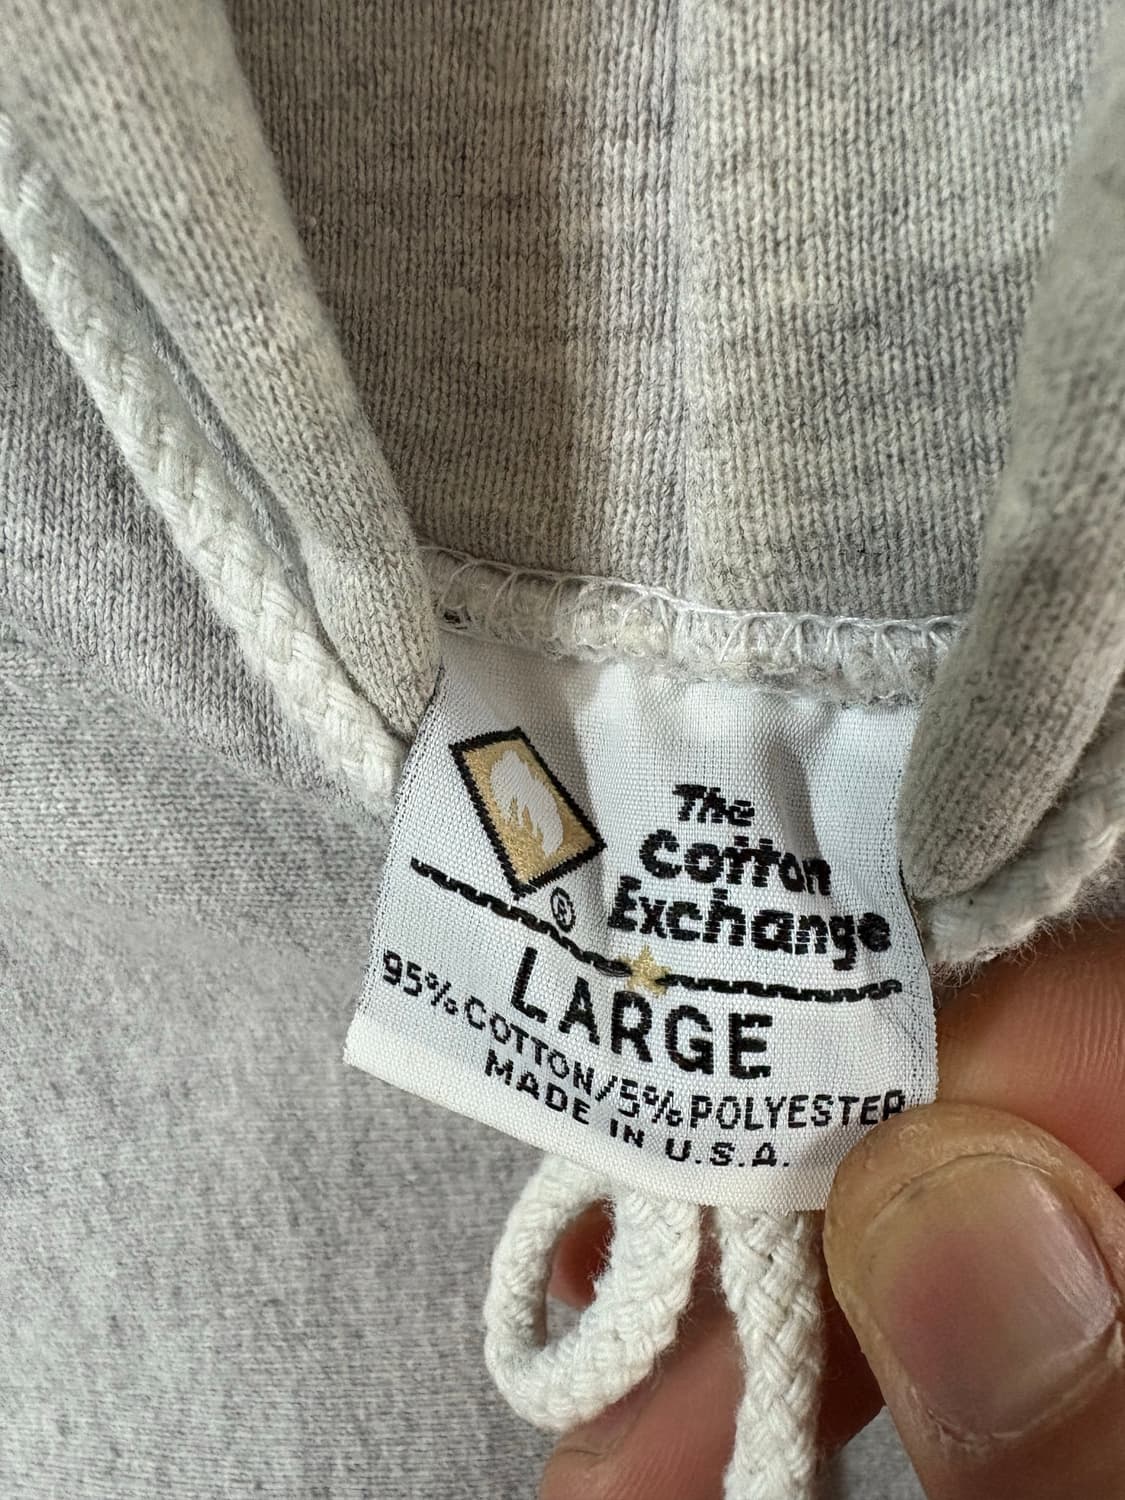 The
Cotton
Exchange
®
LARGE
95% COTTON/5% POLYESTER
MADE IN U.S.A.